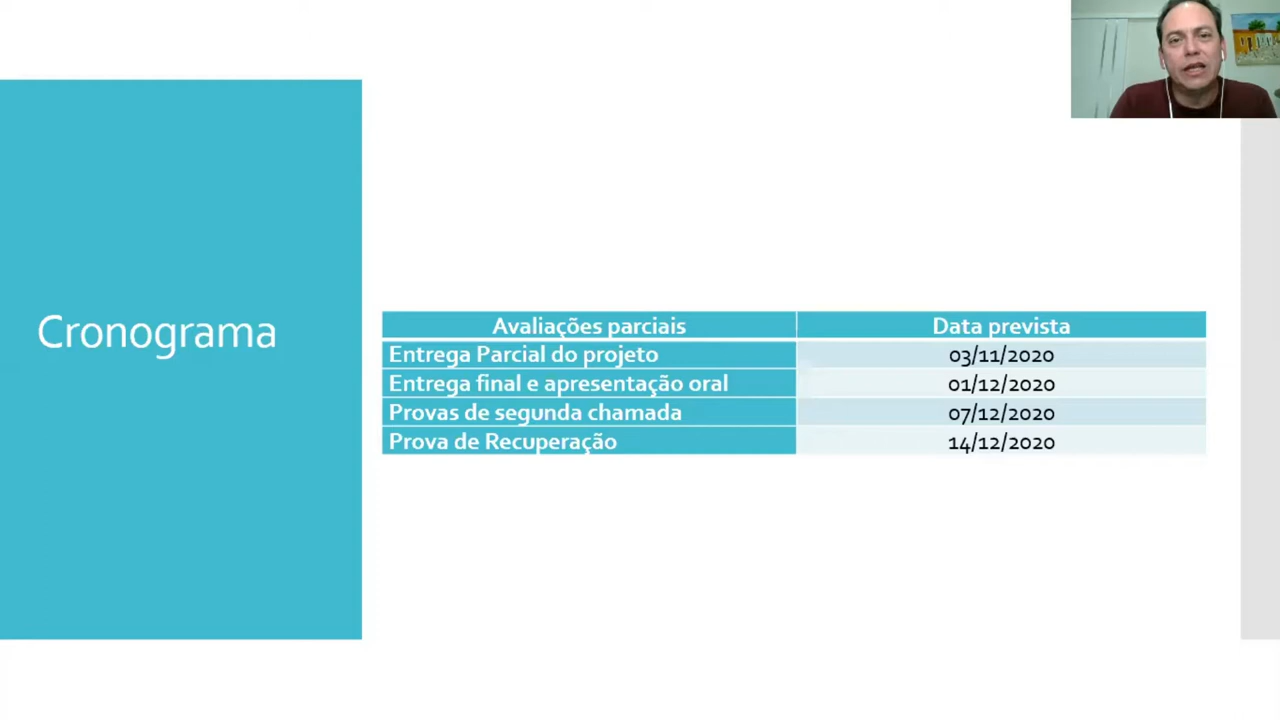 Cronograma
Avaliações parciais Data prevista
Entrega Parcial do projeto 03/11/2020
Entrega final e apresentação oral 01/12/2020
Provas de segunda chamada 07/12/2020
Prova de Recuperação 14/12/2020